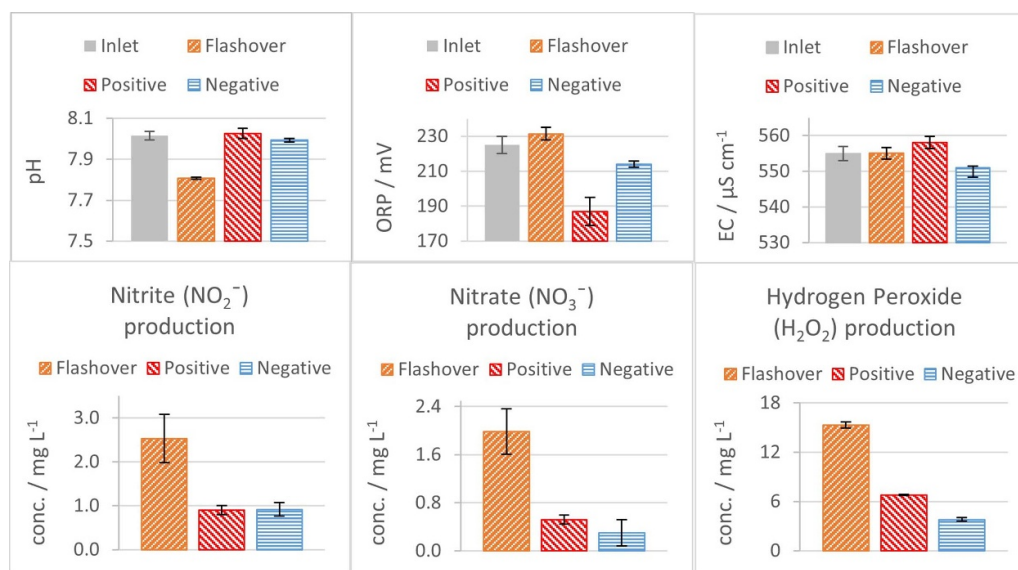 Inlet Flashover
Positive Negative
8.1
7.9
7.7
7.5
pH
Inlet Flashover
Positive Negative
230
210
190
170
ORP / mV
Inlet Flashover
Positive Negative
560
550
540
530
EC / µS cm⁻¹
Nitrite (NO₂⁻)
production
Flashover Positive Negative
3.0
2.0
1.0
0.0
conc. / mg L⁻¹
Nitrate (NO₃⁻)
production
Flashover Positive Negative
2.4
1.6
0.8
0.0
conc. / mg L⁻¹
Hydrogen Peroxide
(H₂O₂) production
Flashover Positive Negative
18
12
6
0
conc. / mg L⁻¹